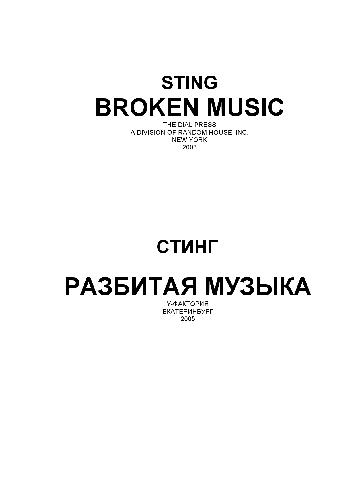 STING
BROKEN MUSIC
THE DIAL PRESS
A DIVISION OF RANDOM HOUSE, INC.
NEW YORK
СТИНГ
РАЗБИТАЯ МУЗЫКА
У-ФАКТОРИЯ
ЕКАТЕРИНБУРГ
2005